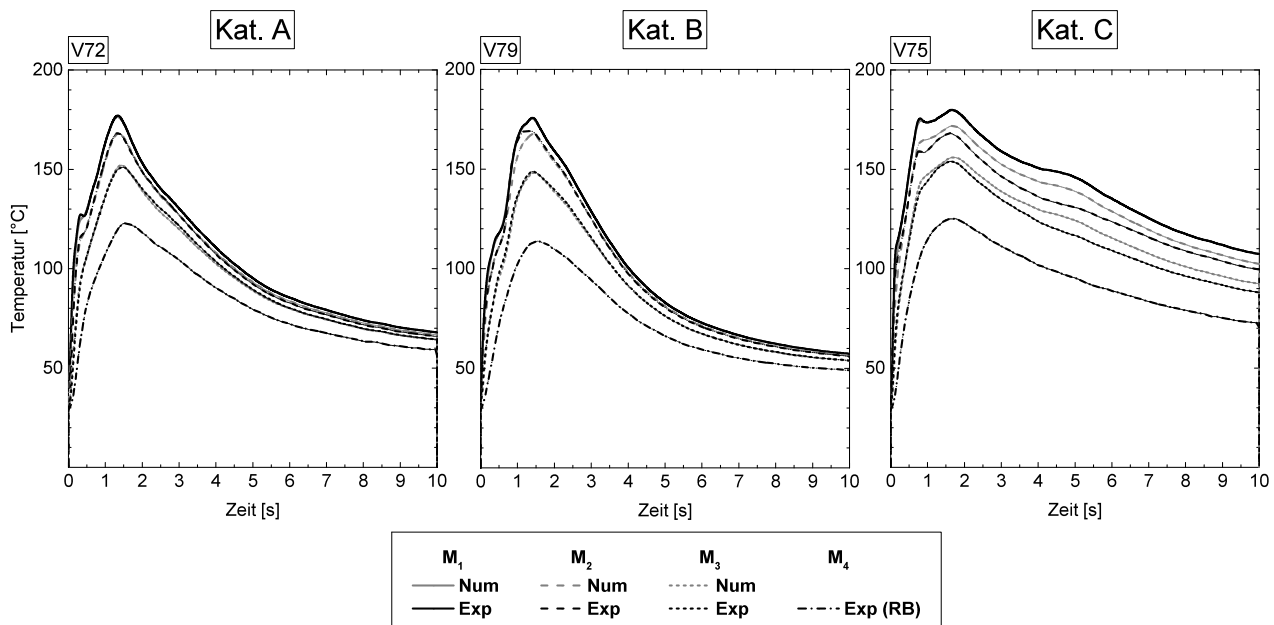 Kat. A
Kat. B
Kat. C
V72
V79
V75
200
150
100
50
Temperatur [°C]
0 1 2 3 4 5 6 7 8 9 10
Zeit [s]
200
150
100
50
0 1 2 3 4 5 6 7 8 9 10
Zeit [s]
200
150
100
50
0 1 2 3 4 5 6 7 8 9 10
Zeit [s]
M₁ M₂ M₃ M₄
Num Num Num
Exp Exp Exp Exp (RB)